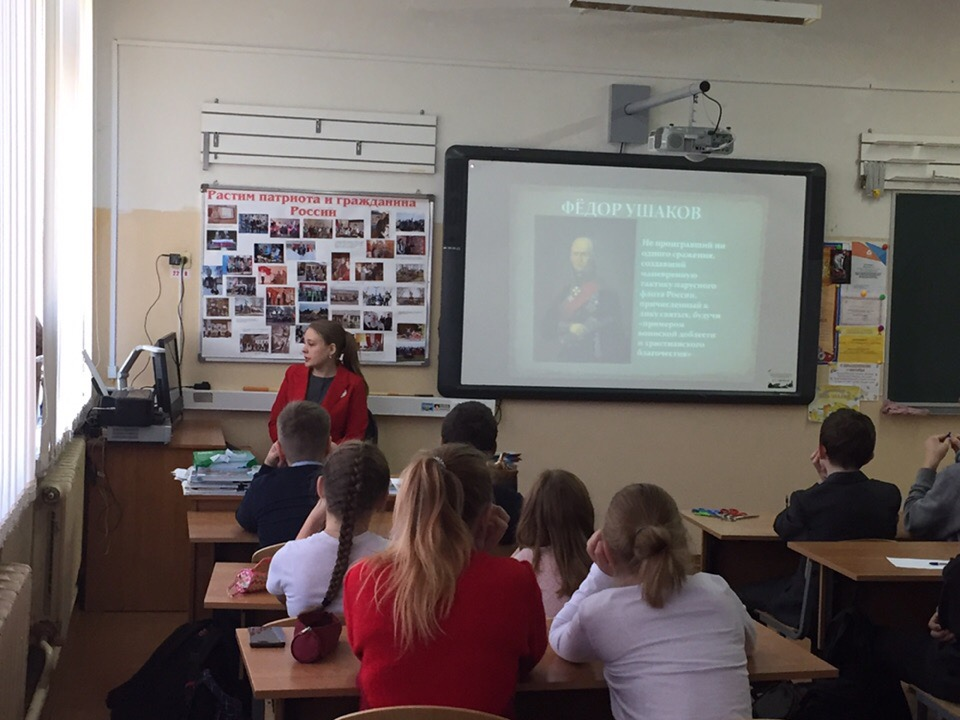 Растим патриота и гражданина
России
ФЁДОР УШАКОВ
Не проигравший ни
одного сражения,
создавший
манёвренную
тактику парусного
флота России,
причисленный к
лику святых, будучи
«примером
воинской доблести
и христианского
благочестия»